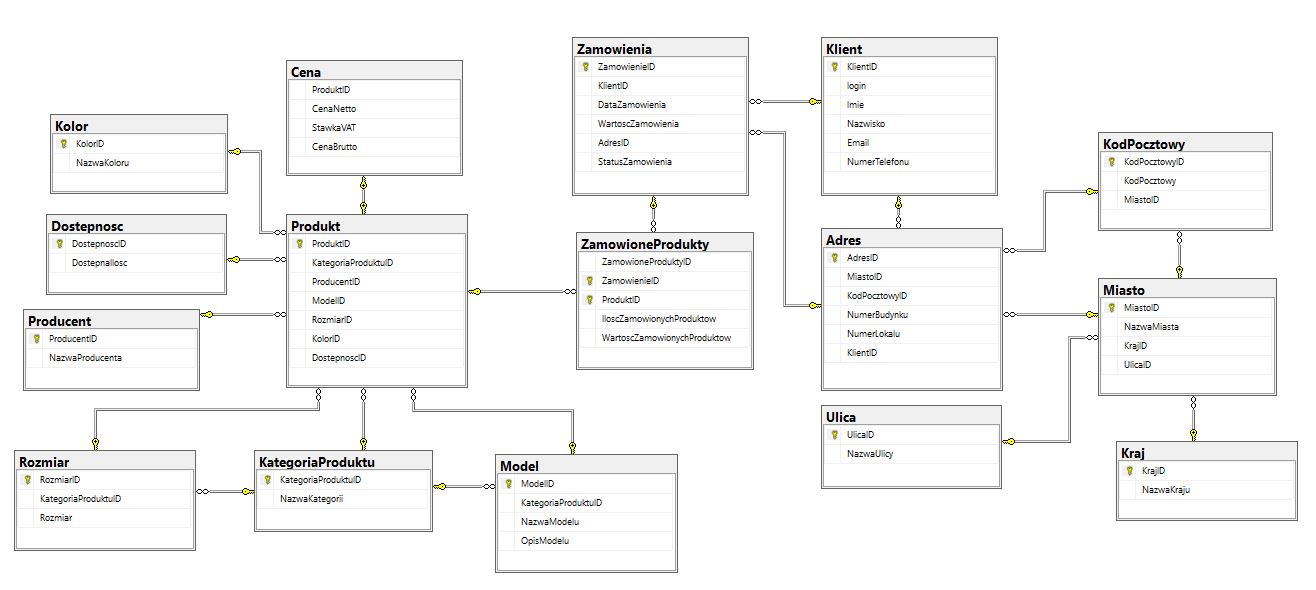 Kolor
KolorID
NazwaKoloru
Cena
ProduktID
CenaNetto
StawkaVAT
CenaBrutto
Zamowienia
ZamowienieID
KlientID
DataZamowienia
WartoscZamowienia
AdresID
StatusZamowienia
Klient
KlientID
login
Imie
Nazwisko
Email
NumerTelefonu
KodPocztowy
KodPocztowyID
KodPocztowy
MiastoID
Dostepnosc
DostepnoscID
DostepnaIlosc
Produkt
ProduktID
KategoriaProduktuID
ProducentID
ModelID
RozmiarID
KolorID
DostepnoscID
ZamowioneProdukty
ZamowioneProduktyID
ZamowienieID
ProduktID
IloscZamowionychProduktow
WartoscZamowionychProduktow
Adres
AdresID
MiastoID
KodPocztowyID
NumerBudynku
NumerLokalu
KlientID
Miasto
MiastoID
NazwaMiasta
KrajID
UlicaID
Producent
ProducentID
NazwaProducenta
Ulica
UlicaID
NazwaUlicy
Rozmiar
RozmiarID
KategoriaProduktuID
Rozmiar
KategoriaProduktu
KategoriaProduktuID
NazwaKategorii
Model
ModelID
KategoriaProduktuID
NazwaModelu
OpisModelu
Kraj
KrajID
NazwaKraju